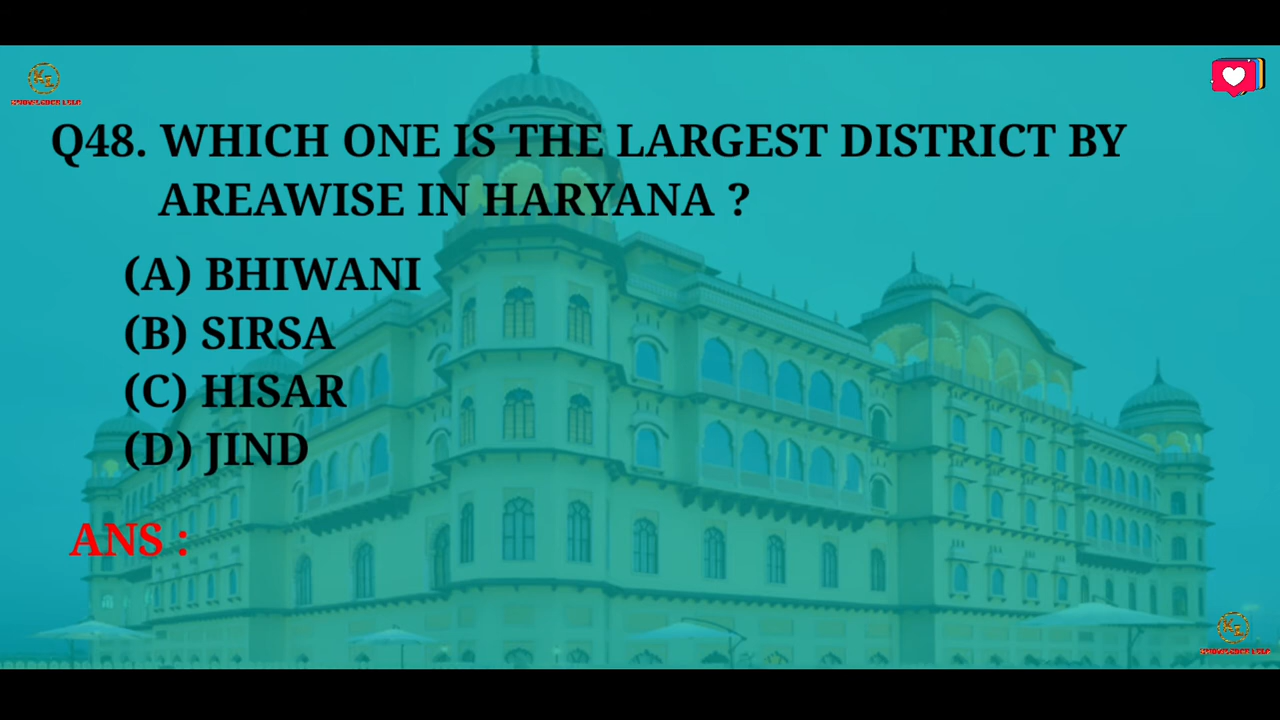 Q48. WHICH ONE IS THE LARGEST DISTRICT BY
AREAWISE IN HARYANA ?
(A) BHIWANI
(B) SIRSA
(C) HISAR
(D) JIND
ANS :